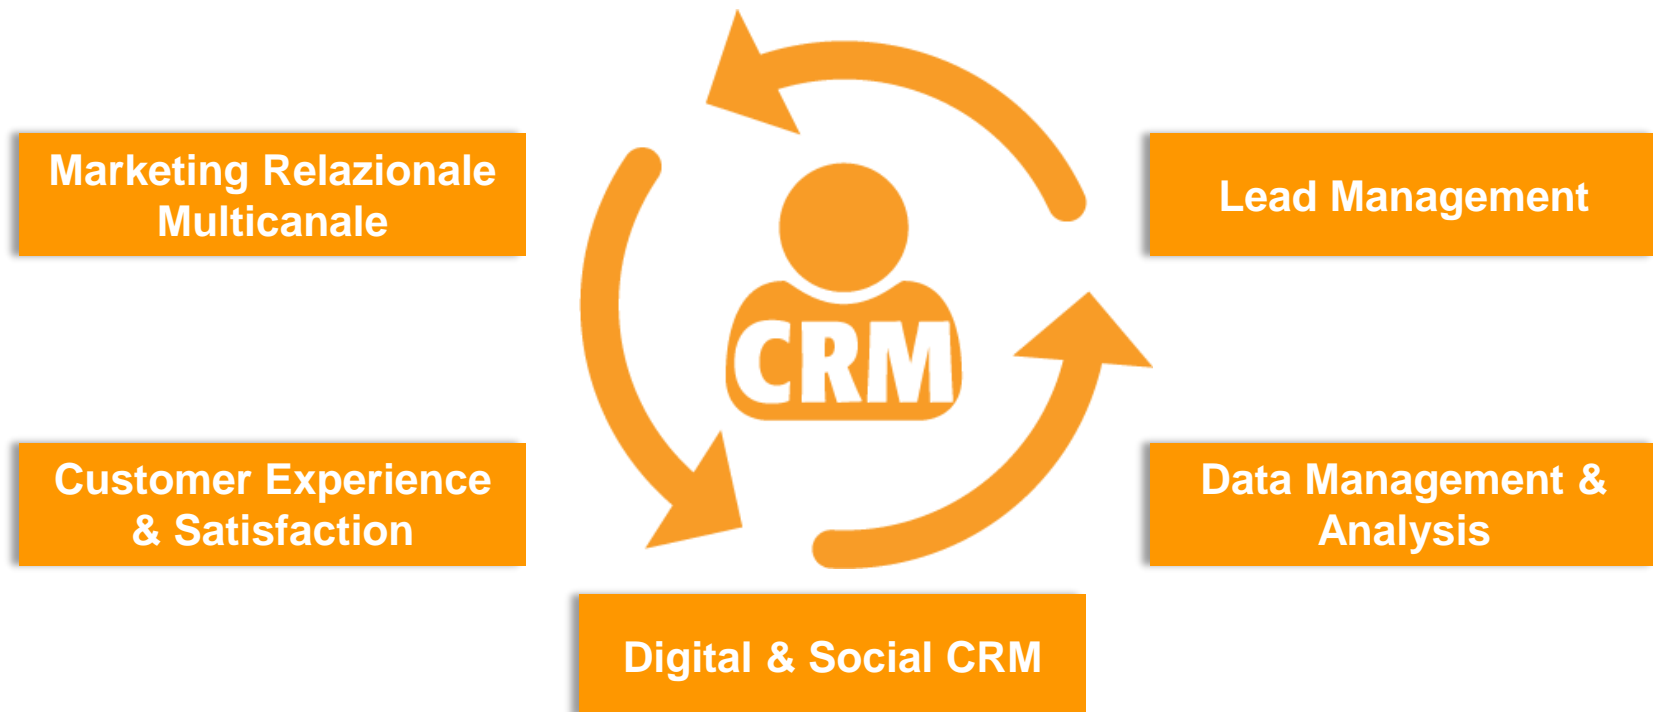 Marketing Relazionale
Multicanale
Lead Management
CRM
Customer Experience
& Satisfaction
Data Management &
Analysis
Digital & Social CRM